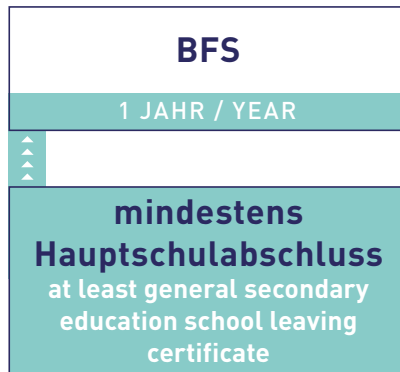 BFS
1 JAHR / YEAR
mindestens
Hauptschulabschluss
at least general secondary
education school leaving
certificate